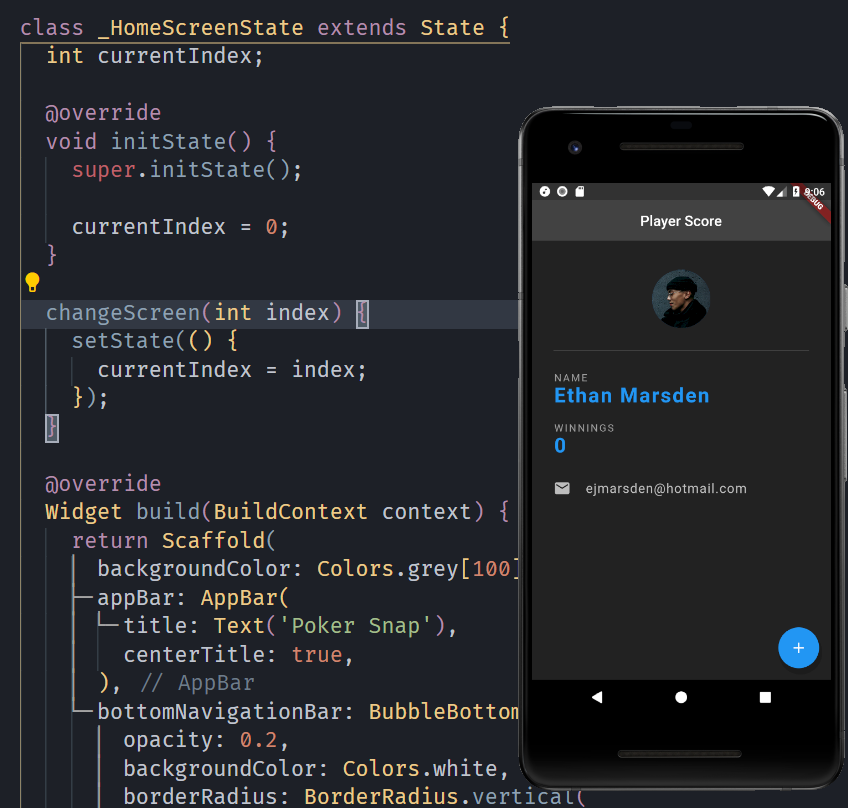 class _HomeScreenState extends State {
int currentIndex;
@override
void initState() {
super.initState();
currentIndex = 0;
}
changeScreen(int index) {
setState(() {
currentIndex = index;
});
}
@override
Widget build(BuildContext context) {
return Scaffold(
backgroundColor: Colors.grey[100]
appBar: AppBar(
title: Text('Poker Snap'),
centerTitle: true,
), // AppBar
bottomNavigationBar: BubbleBottom
opacity: 0.2,
backgroundColor: Colors.white,
borderRadius: BorderRadius.vertical(
9:06
DEBUG
Player Score
NAME
Ethan Marsden
WINNINGS
0
ejmarsden@hotmail.com
+